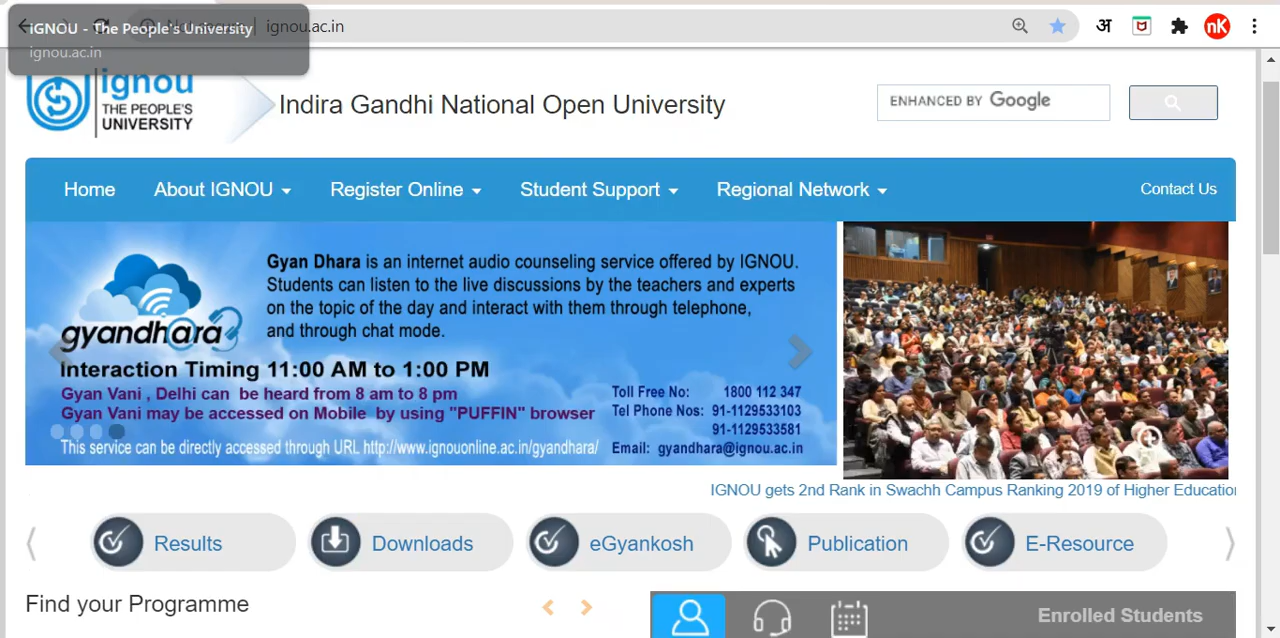 IGNOU - The People's University
ignou.ac.in
ignou.ac.in
अ
nK
ignou
THE PEOPLE'S
UNIVERSITY
Indira Gandhi National Open University
ENHANCED BY Google
Home
About IGNOU
Register Online
Student Support
Regional Network
Contact Us
gyandhara
Gyan Dhara is an internet audio counseling service offered by IGNOU.
Students can listen to the live discussions by the teachers and experts
on the topic of the day and interact with them through telephone,
and through chat mode.
Interaction Timing 11:00 AM to 1:00 PM
Gyan Vani , Delhi can be heard from 8 am to 8 pm
Gyan Vani may be accessed on Mobile by using "PUFFIN" browser
This service can be directly accessed through URL http://www.ignouonline.ac.in/gyandhara/
Toll Free No: 1800 112 347
Tel Phone Nos: 91-1129533103
91-1129533581
Email: gyandhara@ignou.ac.in
IGNOU gets 2nd Rank in Swachh Campus Ranking 2019 of Higher Education
Results
Downloads
eGyankosh
Publication
E-Resource
Find your Programme
Enrolled Students